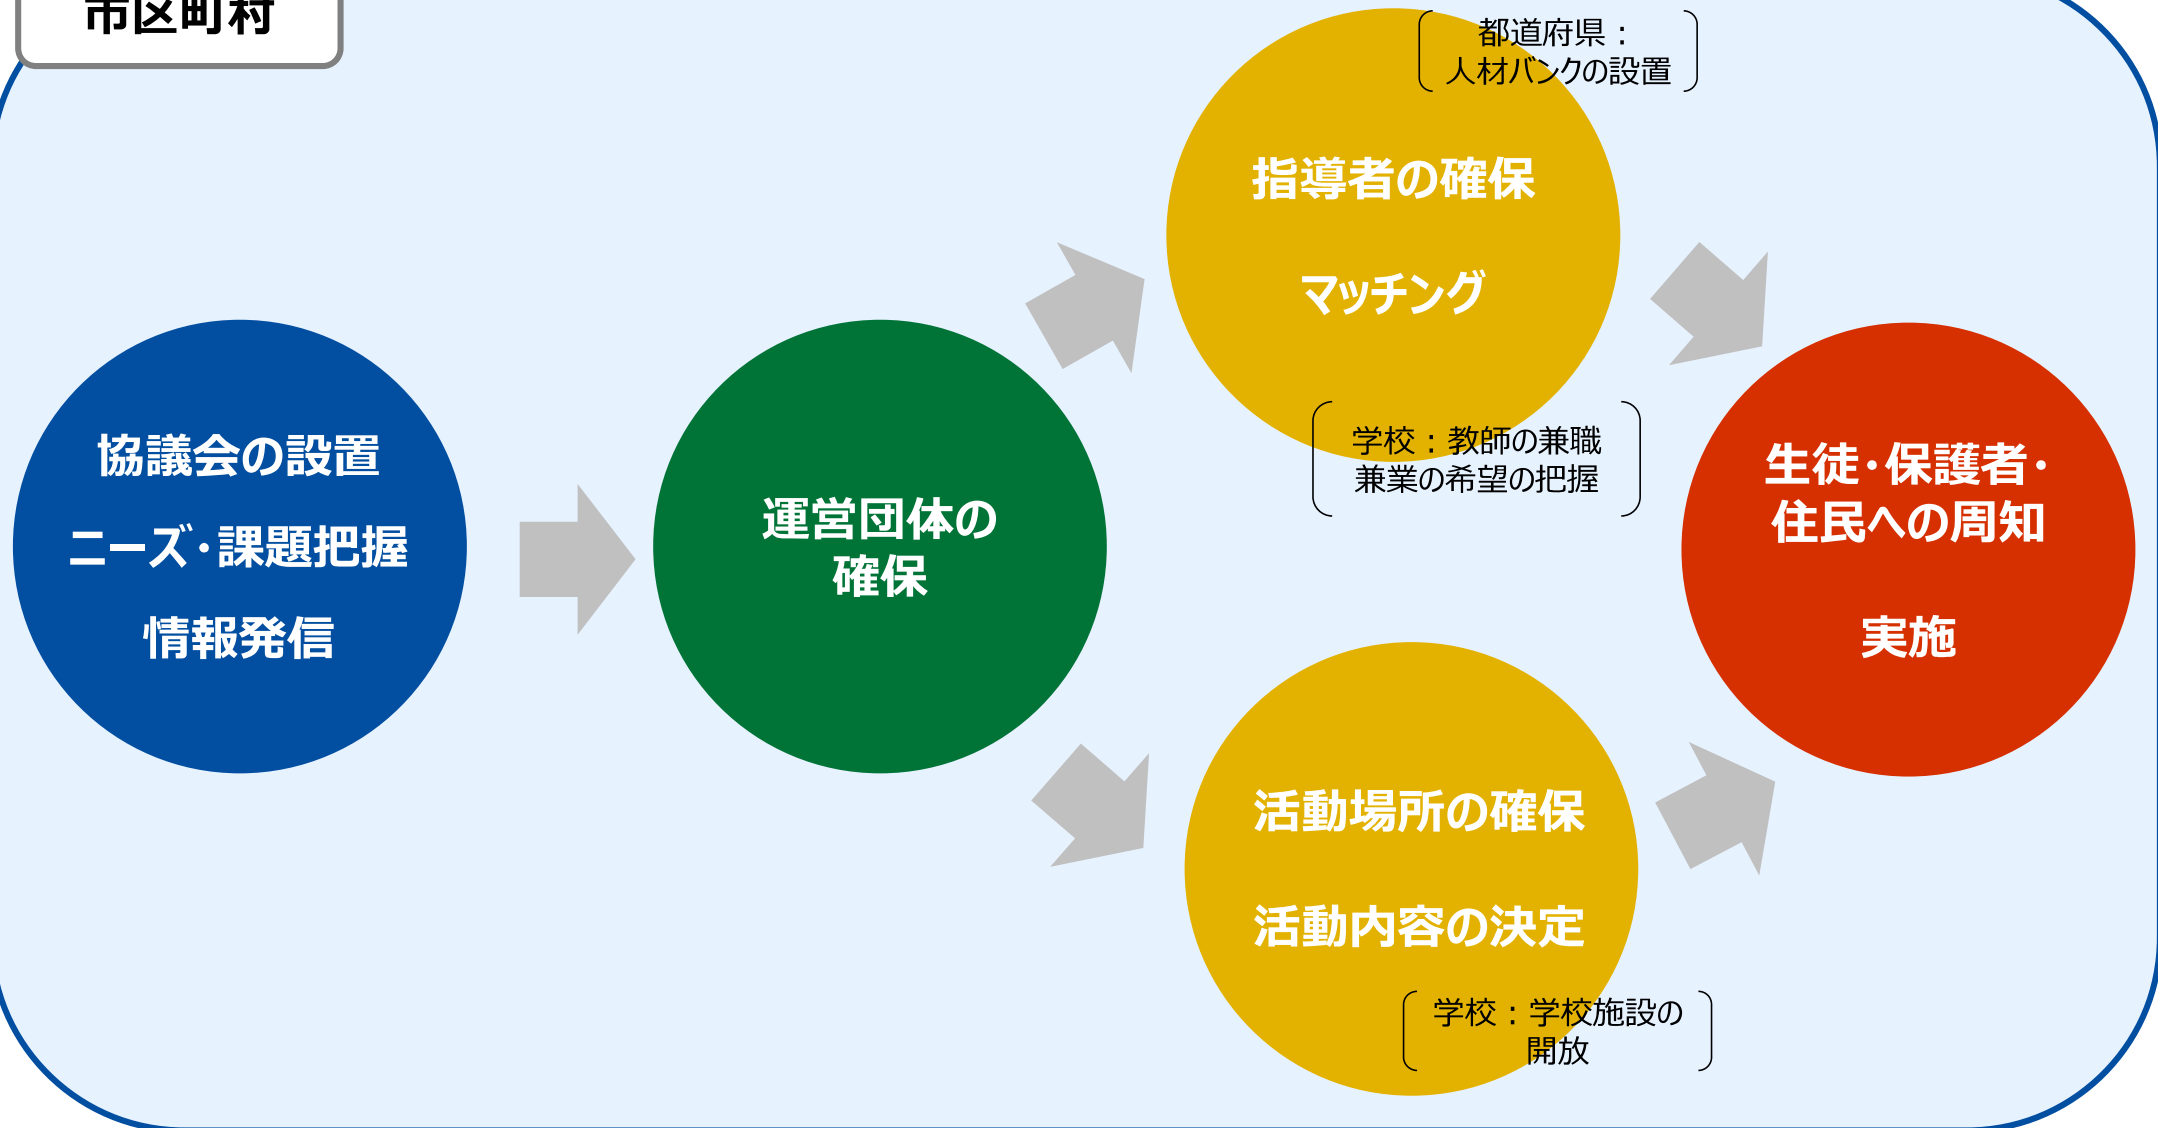 市区町村
協議会の設置
ニーズ･課題把握
情報発信
運営団体の
確保
都道府県：
人材バンクの設置
指導者の確保
マッチング
学校：教師の兼職
兼業の希望の把握
活動場所の確保
活動内容の決定
学校：学校施設の
開放
生徒･保護者･
住民への周知
実施